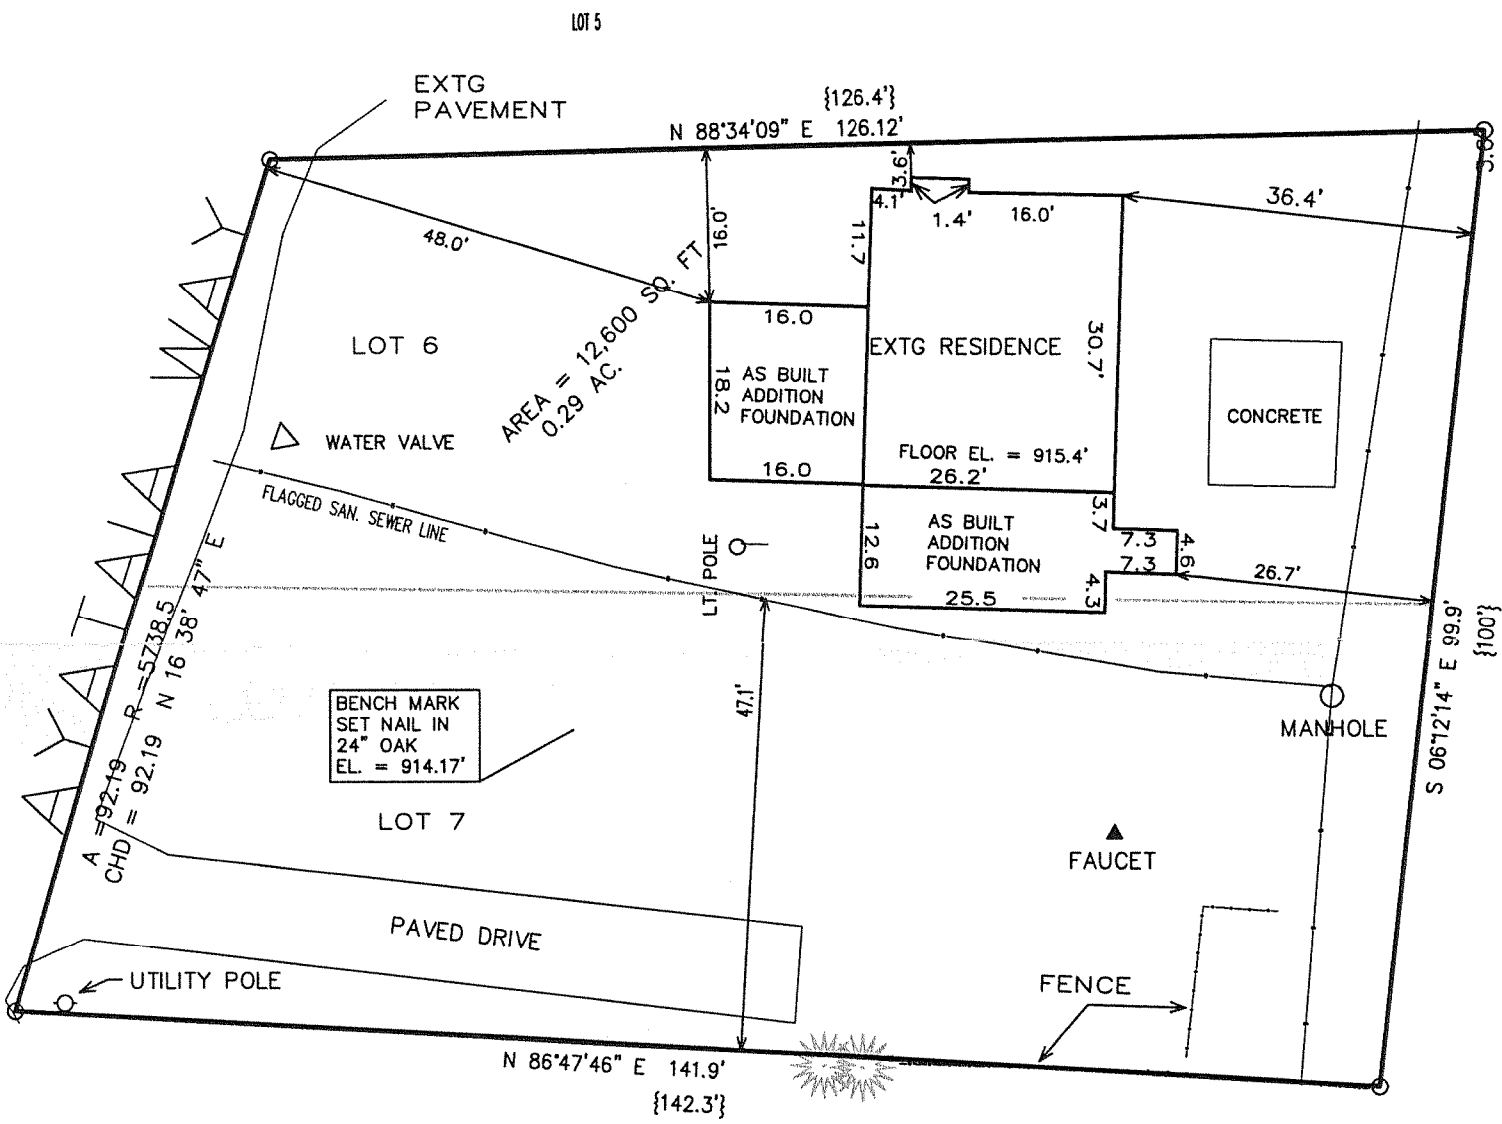 LOT 5
EXTG
PAVEMENT
{126.4'}
N 88°34'09" E 126.12'
48.0'
16.0'
3.6'
4.1'
1.4'
16.0'
36.4'
11.7
LOT 6
AREA = 12,600 SQ. FT
0.29 AC.
16.0
18.2
AS BUILT
ADDITION
FOUNDATION
16.0
EXTG RESIDENCE
30.7'
FLOOR EL. = 915.4'
26.2'
CONCRETE
WATER VALVE
FLAGGED SAN. SEWER LINE
LT. POLE
12.6
AS BUILT
ADDITION
FOUNDATION
3.7
7.3
7.3
4.6
4.3
25.5
26.7'
S 06°12'14" E 99.9'
{100'}
A =92.19 R =5738.5
CHD = 92.19 N 16 38' 47" E
BENCH MARK
SET NAIL IN
24" OAK
EL. = 914.17'
47.1'
MANHOLE
LOT 7
FAUCET
PAVED DRIVE
UTILITY POLE
FENCE
N 86°47'46" E 141.9'
{142.3'}